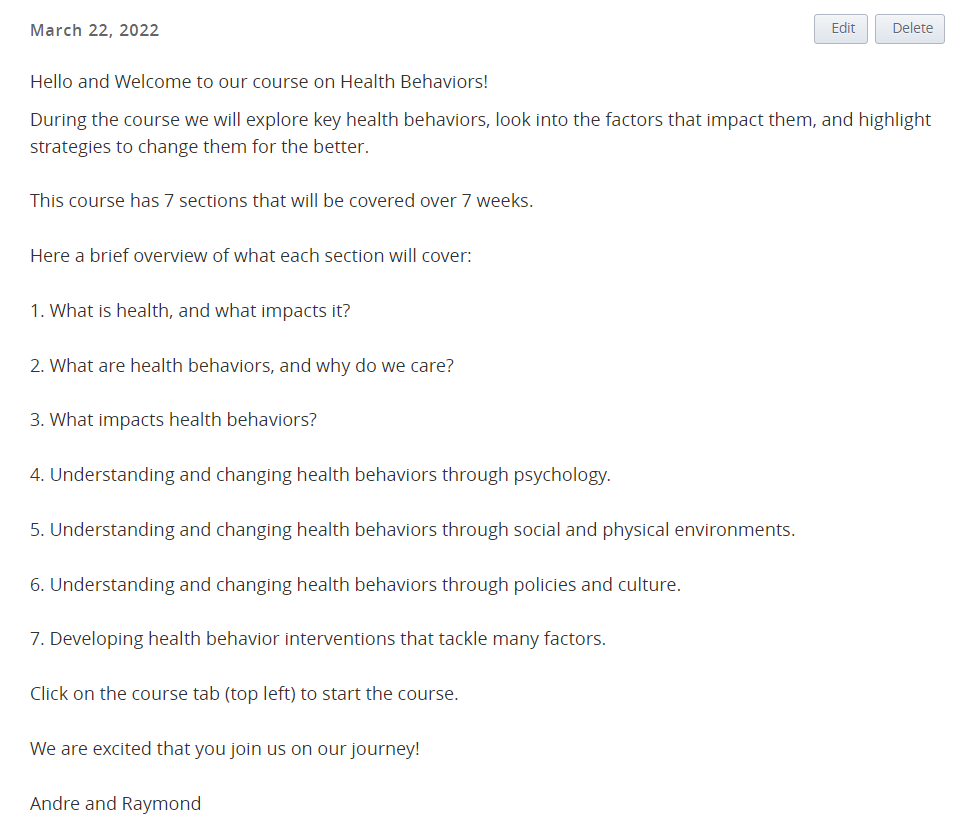 March 22, 2022
Edit
Delete
Hello and Welcome to our course on Health Behaviors!
During the course we will explore key health behaviors, look into the factors that impact them, and highlight
strategies to change them for the better.
This course has 7 sections that will be covered over 7 weeks.
Here a brief overview of what each section will cover:
1. What is health, and what impacts it?
2. What are health behaviors, and why do we care?
3. What impacts health behaviors?
4. Understanding and changing health behaviors through psychology.
5. Understanding and changing health behaviors through social and physical environments.
6. Understanding and changing health behaviors through policies and culture.
7. Developing health behavior interventions that tackle many factors.
Click on the course tab (top left) to start the course.
We are excited that you join us on our journey!
Andre and Raymond